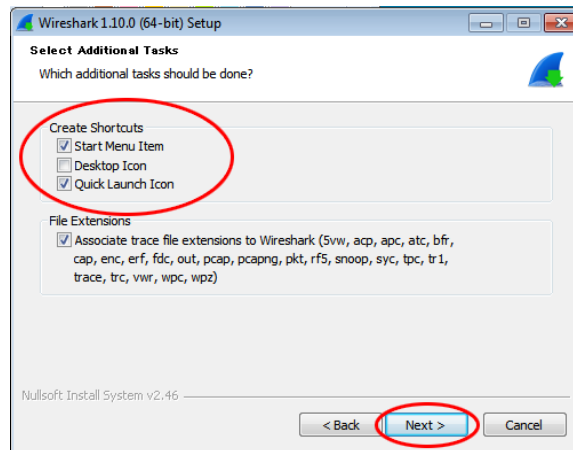 Wireshark 1.10.0 (64-bit) Setup
Select Additional Tasks
Which additional tasks should be done?
Create Shortcuts
Start Menu Item
Desktop Icon
Quick Launch Icon
File Extensions
Associate trace file extensions to Wireshark (5vw, acp, apc, atc, bfr,
cap, enc, erf, fdc, out, pcap, pcapng, pkt, rf5, snoop, syc, tpc, tr1,
trace, trc, vwr, wpc, wpz)
Nullsoft Install System v2.46
< Back Next > Cancel